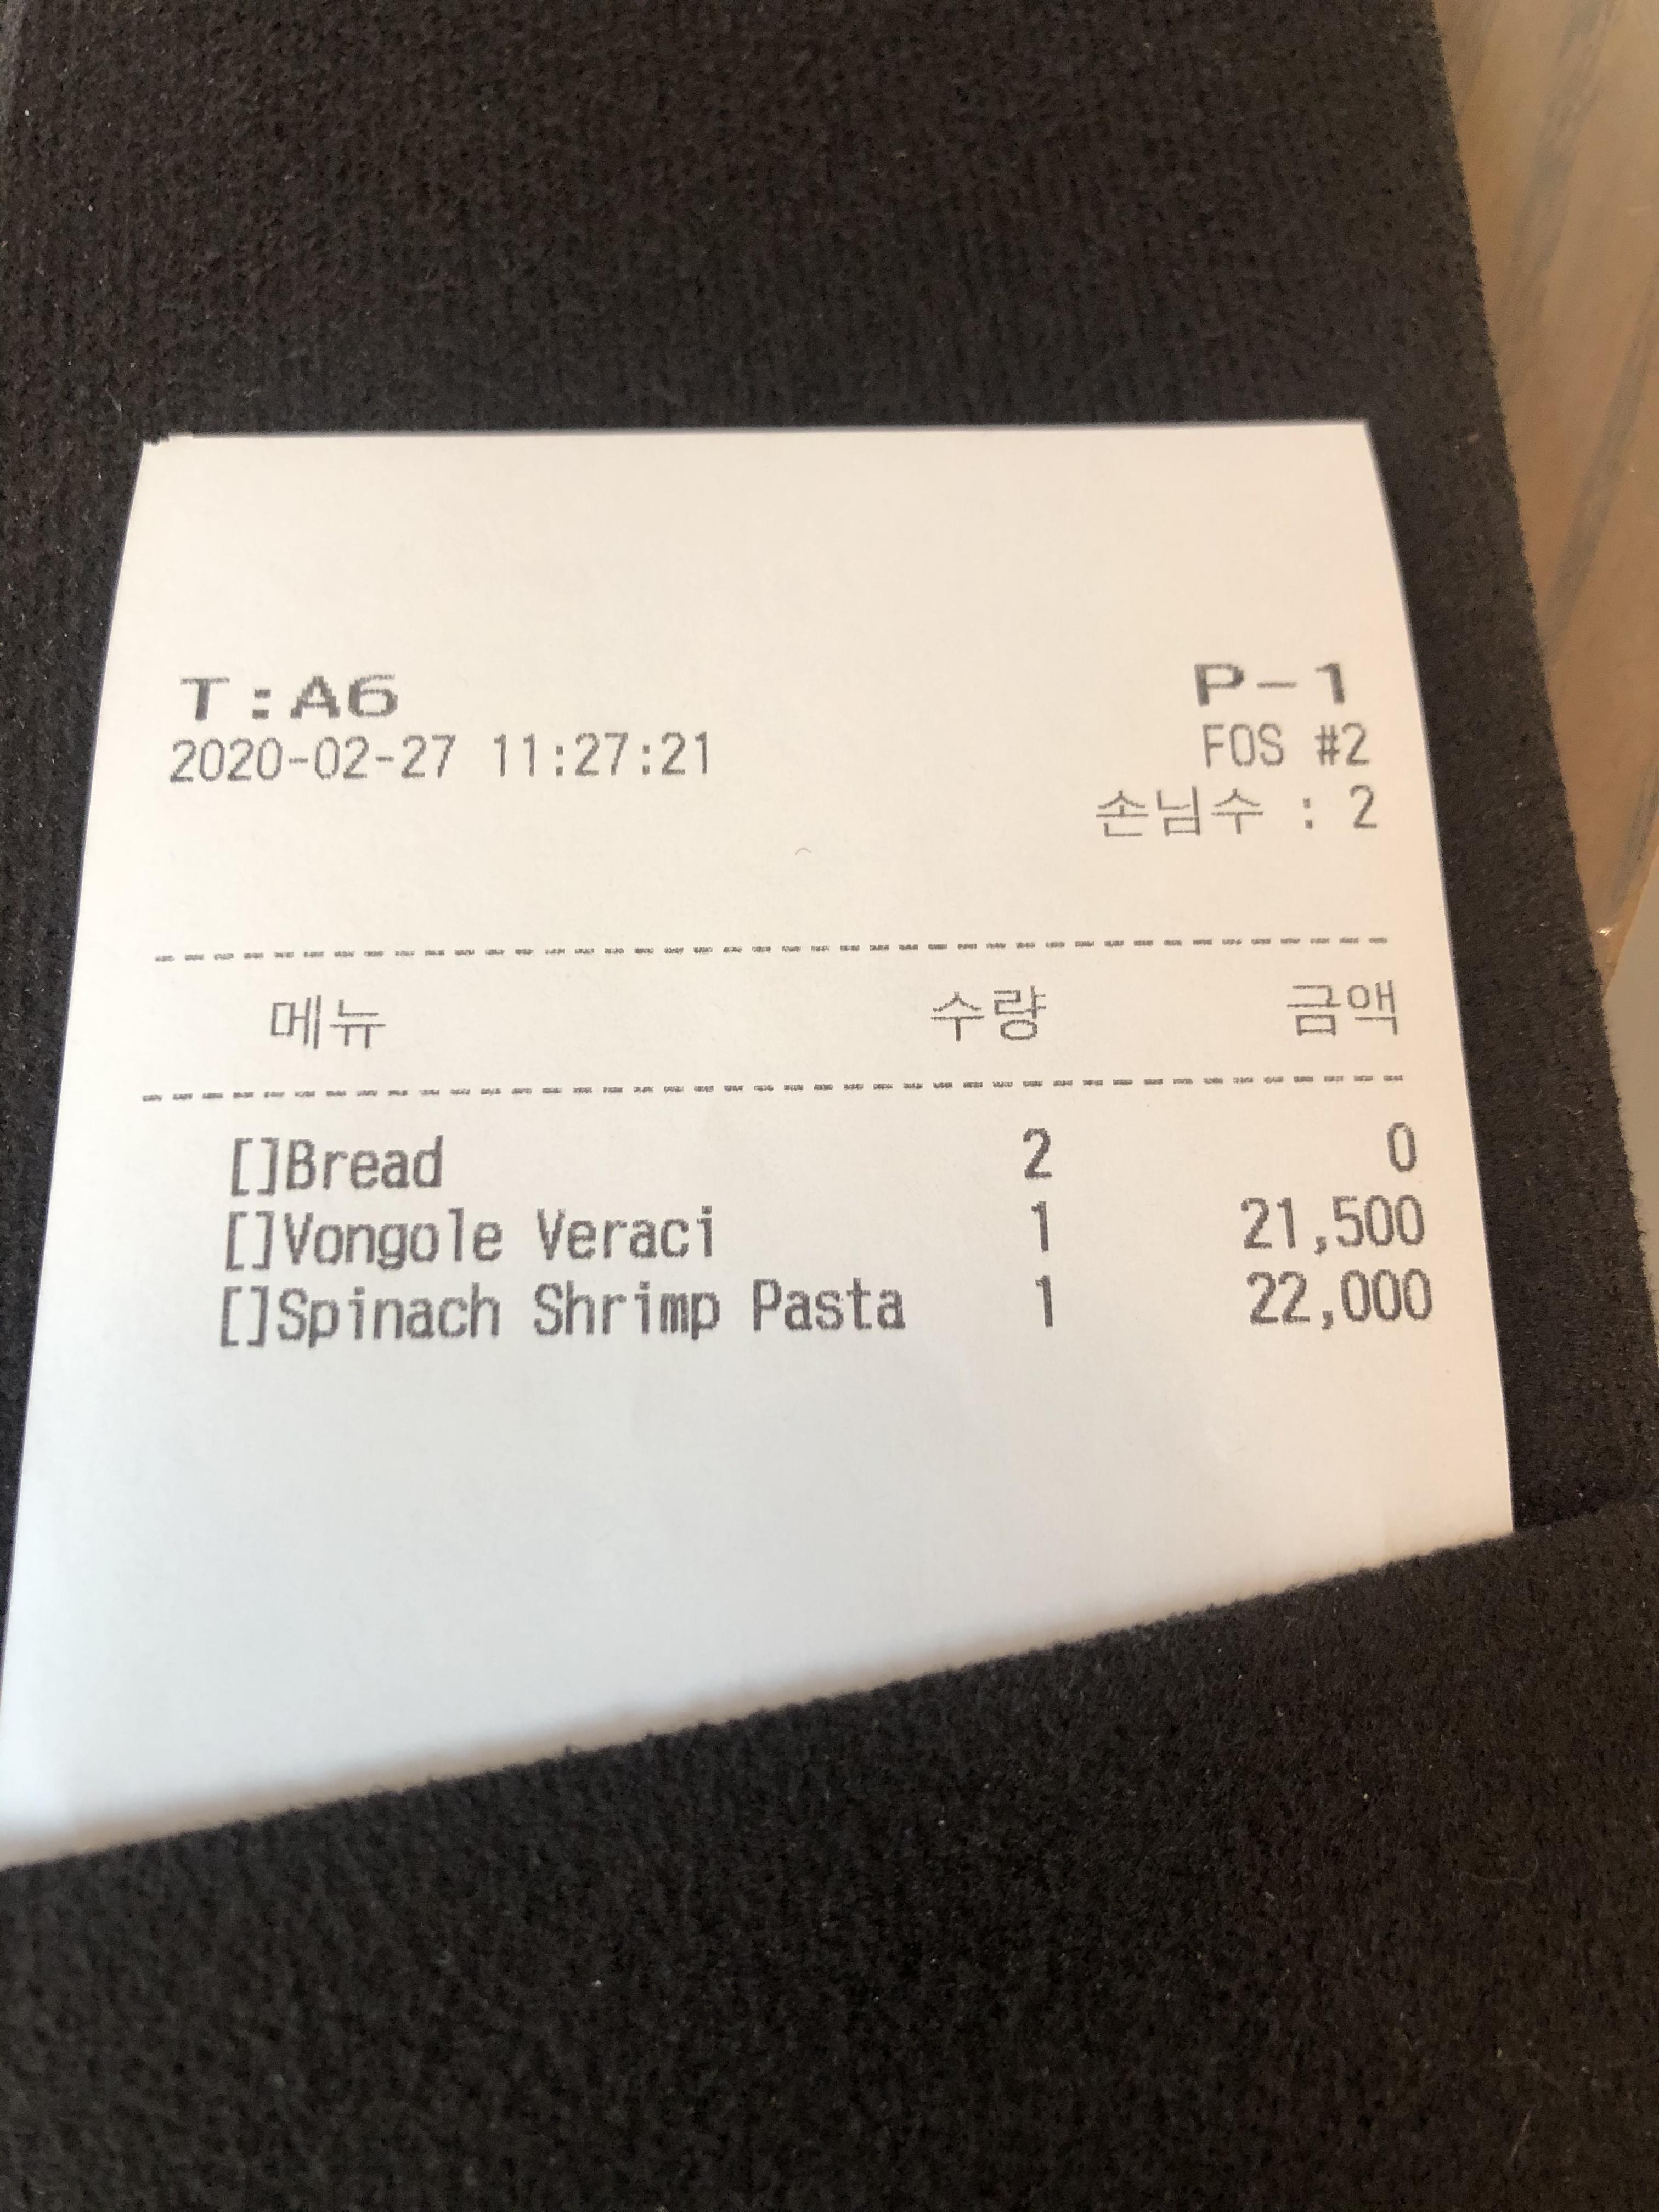 T:A6 P-1
2020-02-27 11:27:21 FOS #2
손님수 : 2
메뉴 수량 금액
[]Bread 2 0
[]Vongole Veraci 1 21,500
[]Spinach Shrimp Pasta 1 22,000